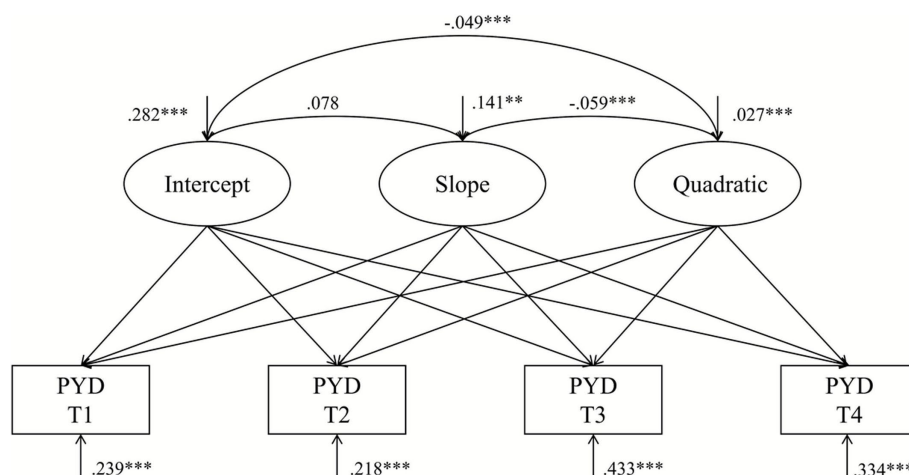 -.049***
.282***
.078
.141**
-.059***
.027***
Intercept
Slope
Quadratic
PYD
T1
PYD
T2
PYD
T3
PYD
T4
.239***
.218***
.433***
.334***